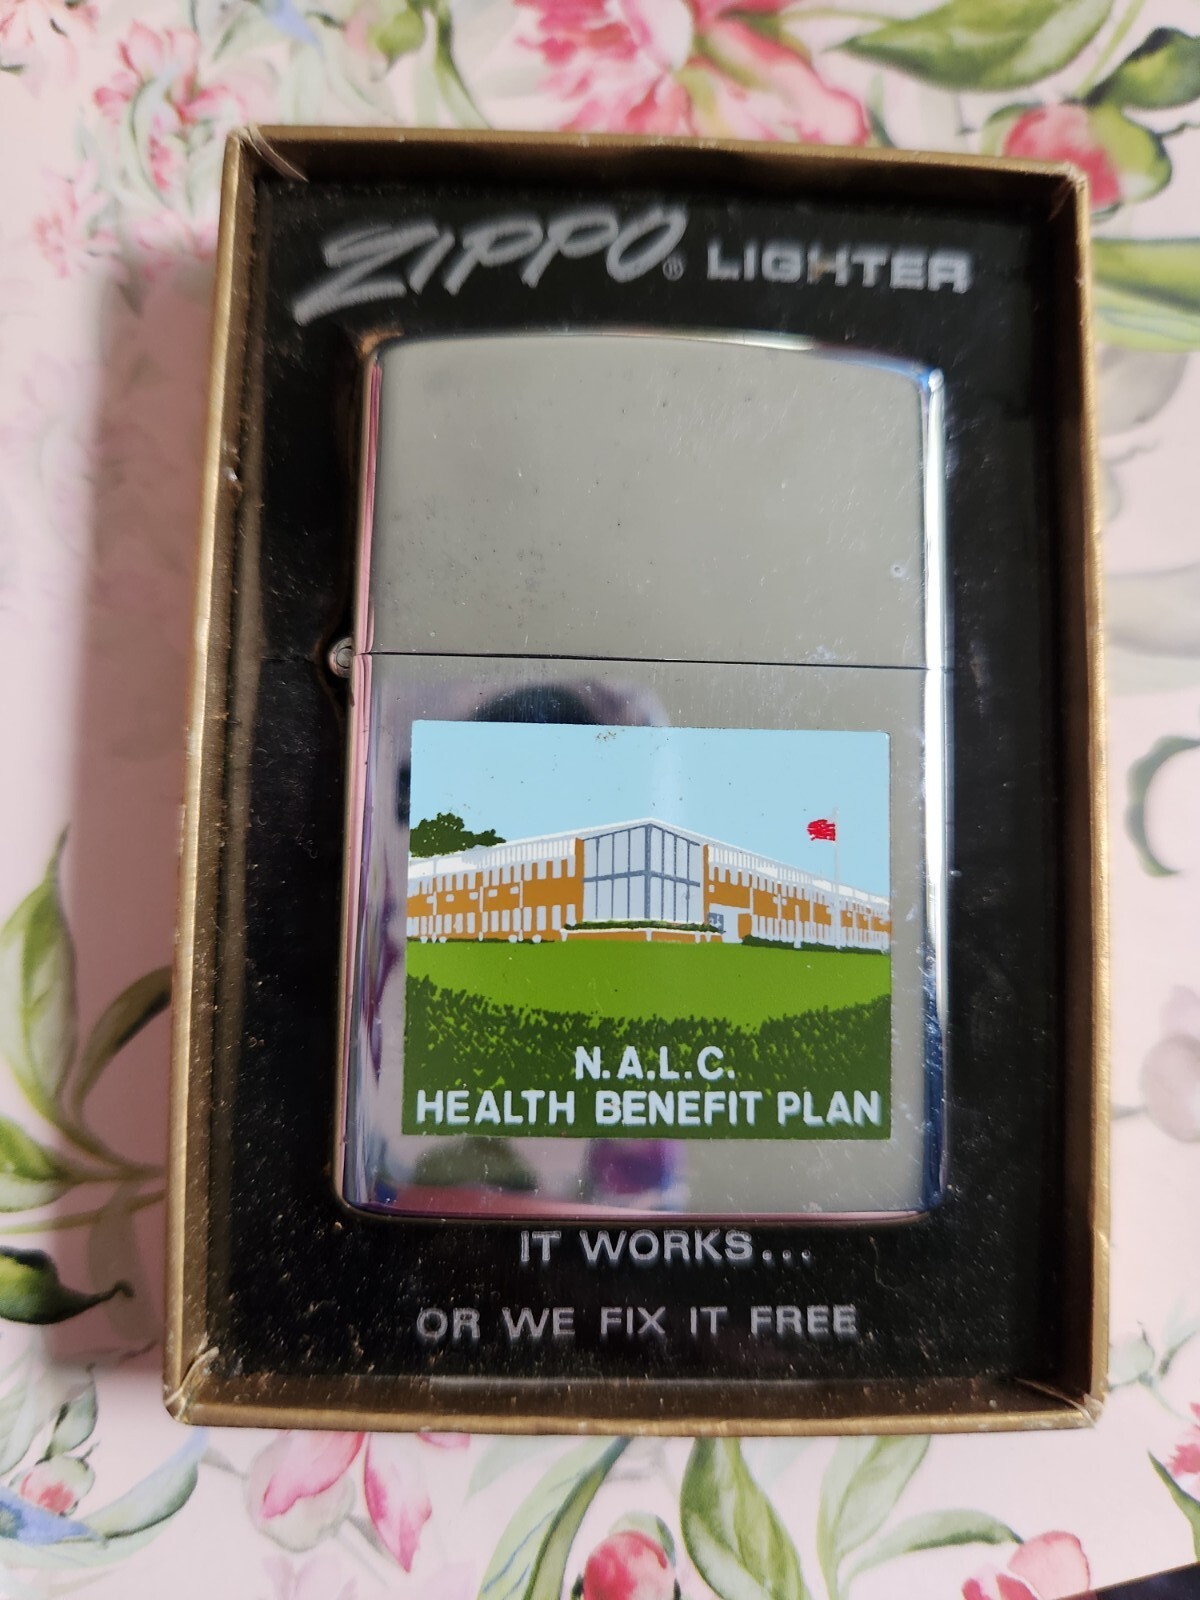 ZIPPO® LIGHTER
N.A.L.C.
HEALTH BENEFIT PLAN
IT WORKS...
OR WE FIX IT FREE